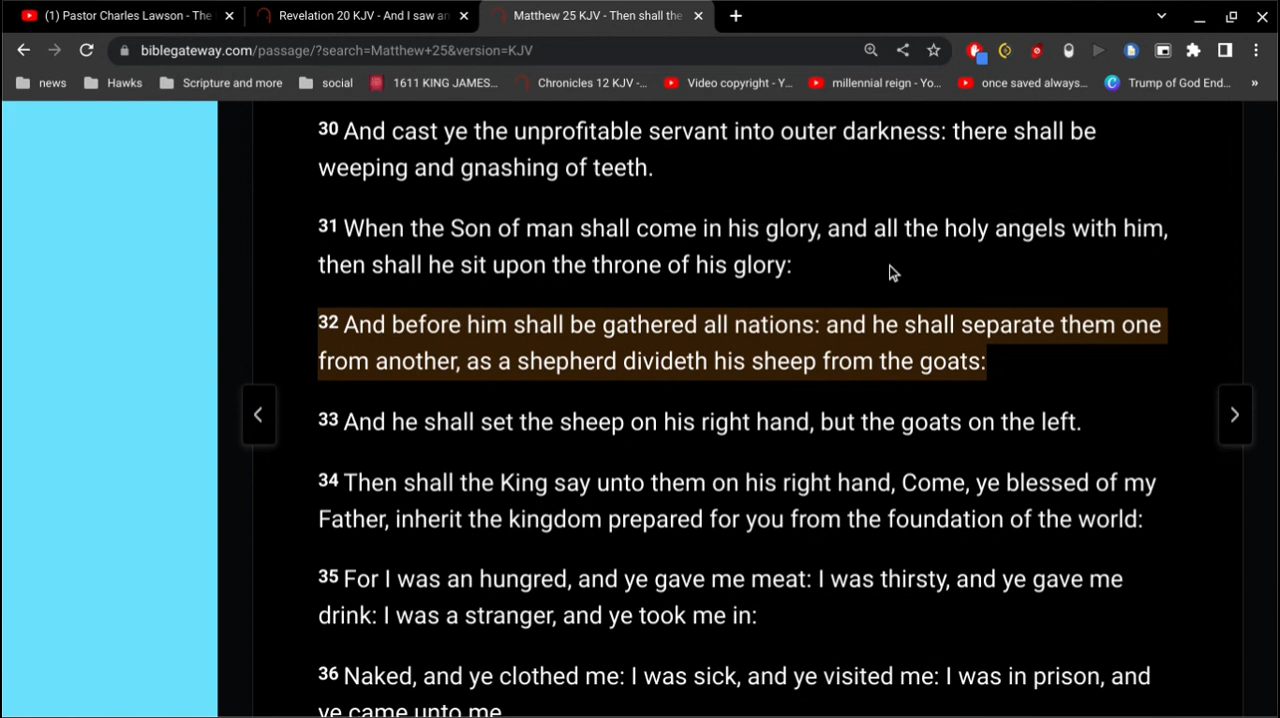 (1) Pastor Charles Lawson - The
Revelation 20 KJV - And I saw an
Matthew 25 KJV - Then shall the
biblegateway.com/passage/?search=Matthew+25&version=KJV
news
Hawks
Scripture and more
social
1611 KING JAMES...
Chronicles 12 KJV -...
Video copyright - Y...
millennial reign - Yo...
once saved always...
Trump of God End...
»
30 And cast ye the unprofitable servant into outer darkness: there shall be
weeping and gnashing of teeth.
31 When the Son of man shall come in his glory, and all the holy angels with him,
then shall he sit upon the throne of his glory:
32 And before him shall be gathered all nations: and he shall separate them one
from another, as a shepherd divideth his sheep from the goats:
33 And he shall set the sheep on his right hand, but the goats on the left.
34 Then shall the King say unto them on his right hand, Come, ye blessed of my
Father, inherit the kingdom prepared for you from the foundation of the world:
35 For I was an hungred, and ye gave me meat: I was thirsty, and ye gave me
drink: I was a stranger, and ye took me in:
36 Naked, and ye clothed me: I was sick, and ye visited me: I was in prison, and
ye came unto me